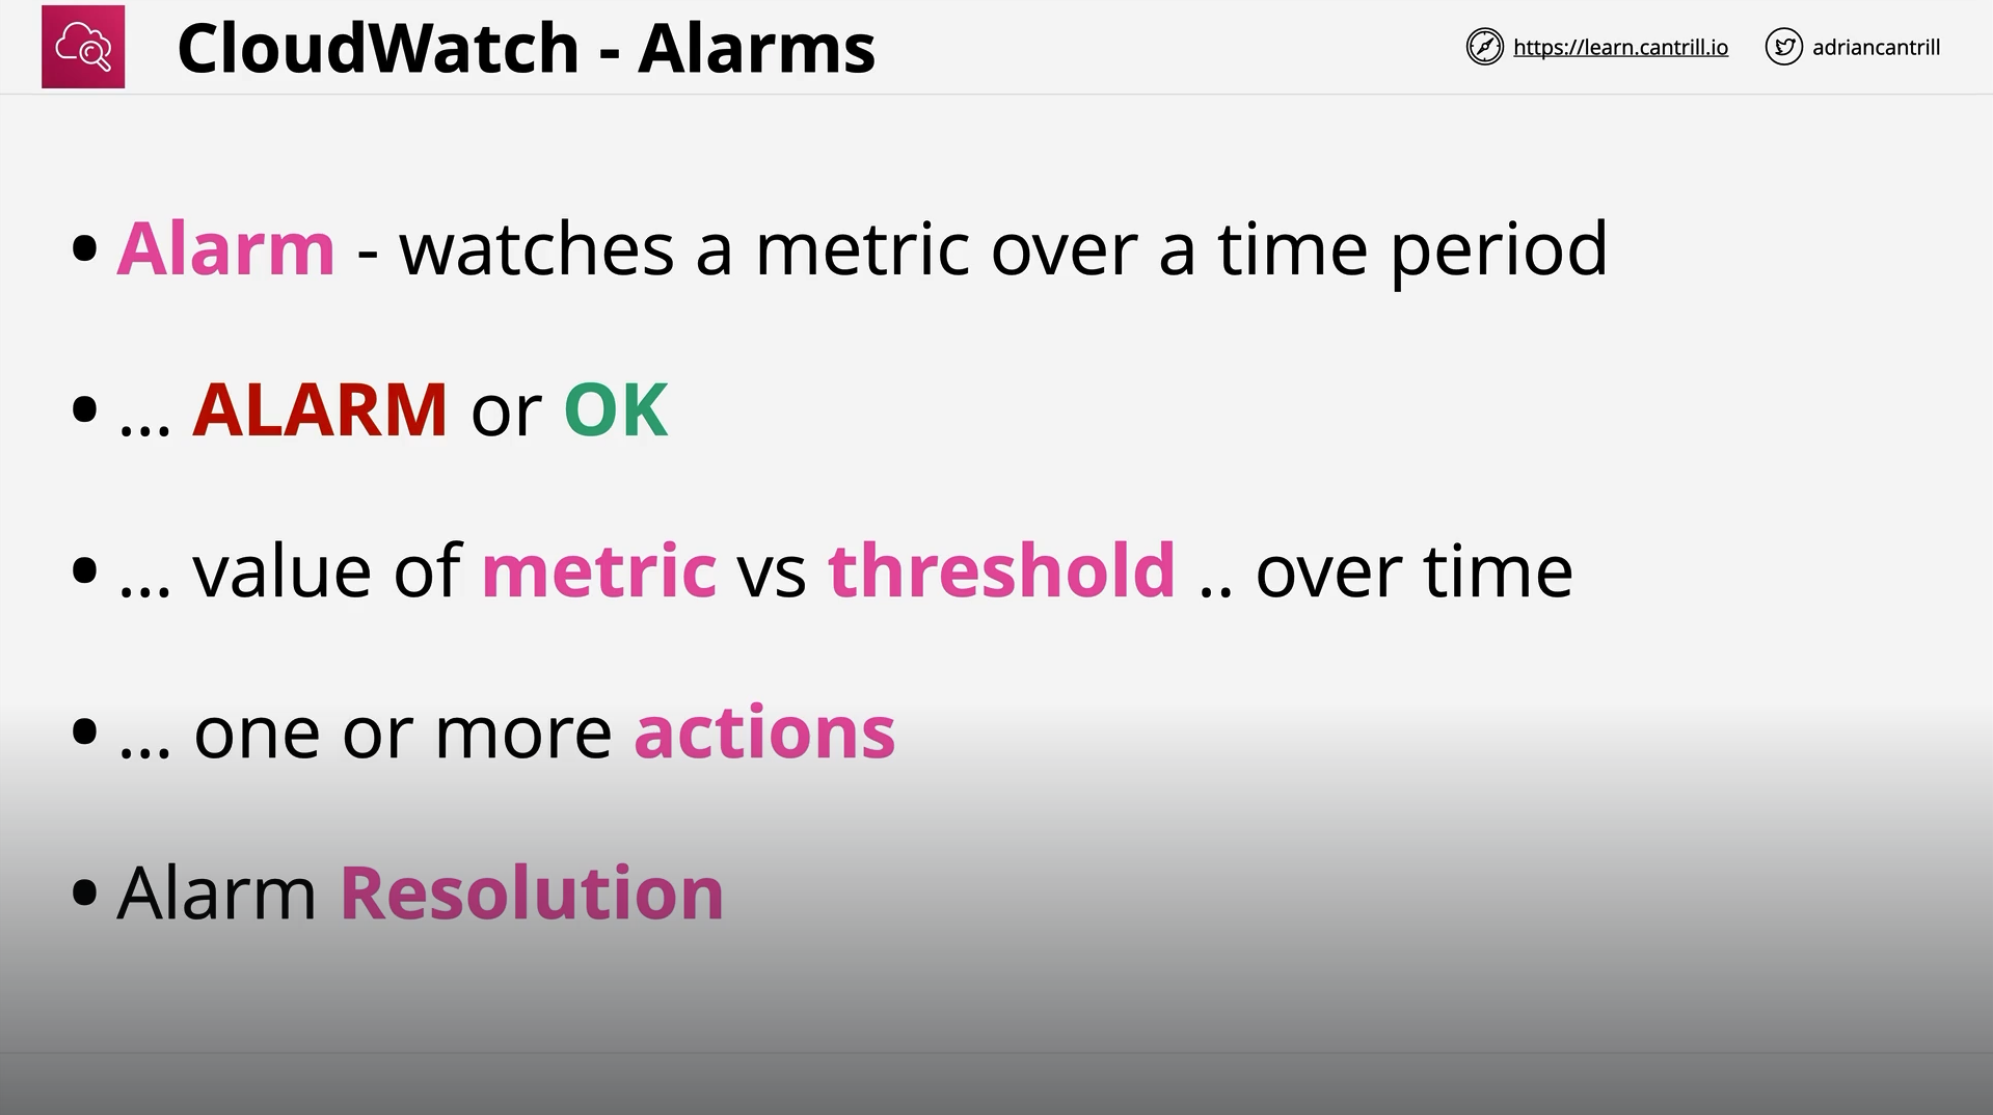 CloudWatch - Alarms
https://learn.cantrill.io
adriancantrill
• Alarm - watches a metric over a time period
• ... ALARM or OK
• ... value of metric vs threshold .. over time
• ... one or more actions
• Alarm Resolution